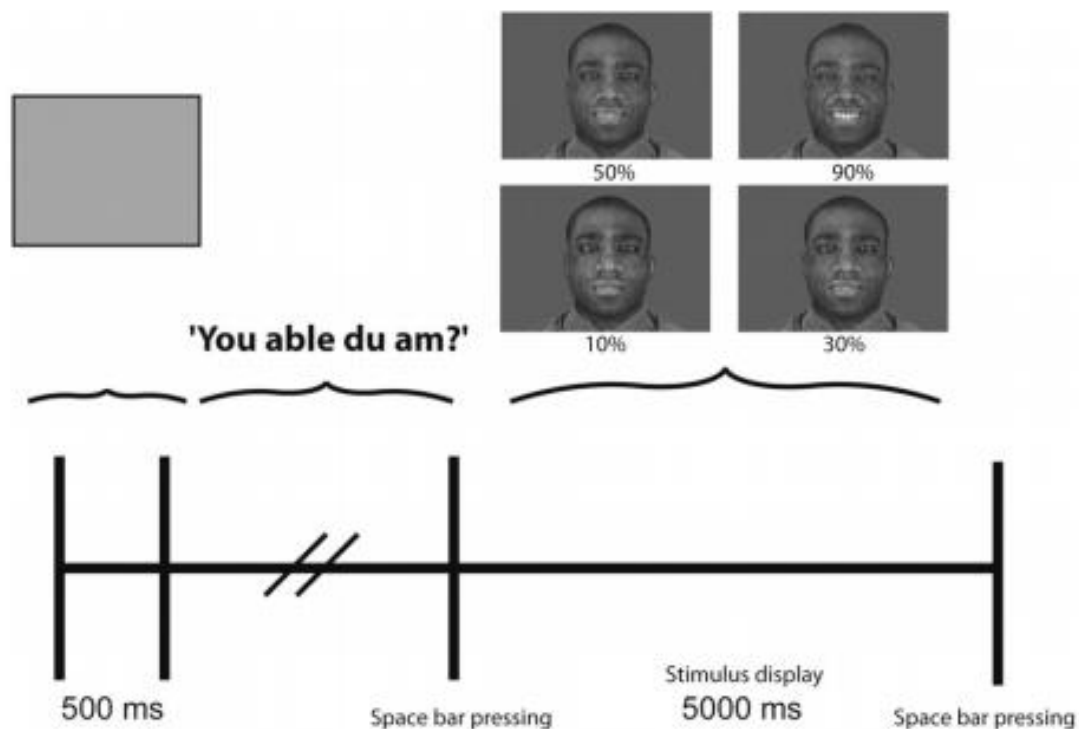 50%
90%
10%
30%
'You able du am?'
500 ms
Space bar pressing
Stimulus display
5000 ms
Space bar pressing